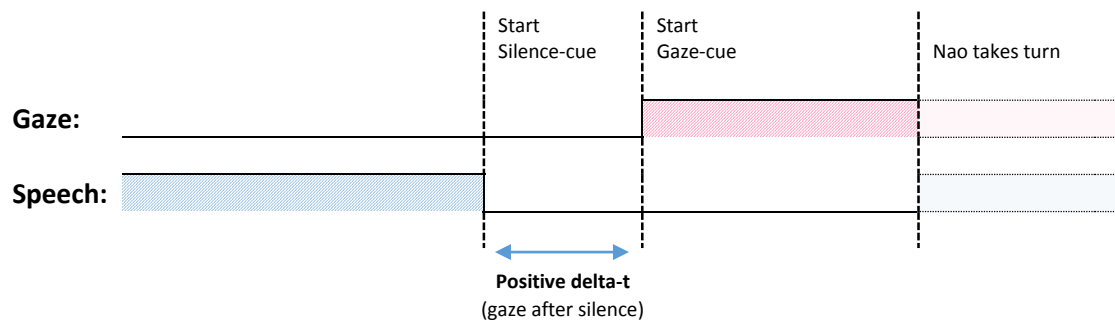 Start
Silence-cue
Start
Gaze-cue
Nao takes turn
Gaze:
Speech:
Positive delta-t
(gaze after silence)